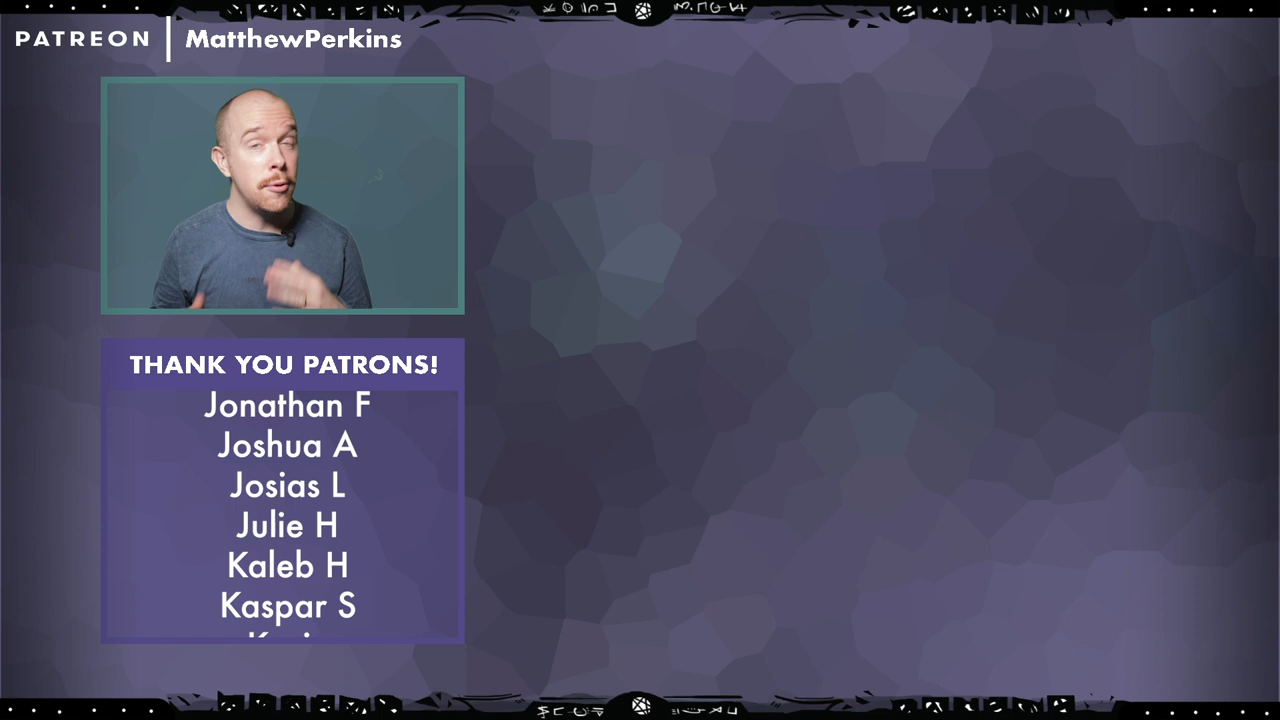 PATREON | MatthewPerkins
THANK YOU PATRONS!
Jonathan F
Joshua A
Josias L
Julie H
Kaleb H
Kaspar S